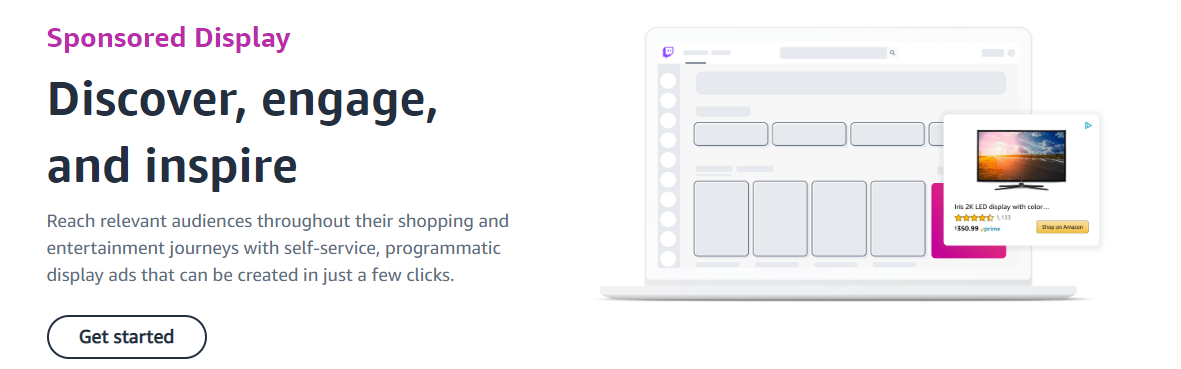 Sponsored Display
Discover, engage,
and inspire
Reach relevant audiences throughout their shopping and
entertainment journeys with self-service, programmatic
display ads that can be created in just a few clicks.
Get started
Iris 2K LED display with color...
1,133
$350.99 prime
Shop on Amazon